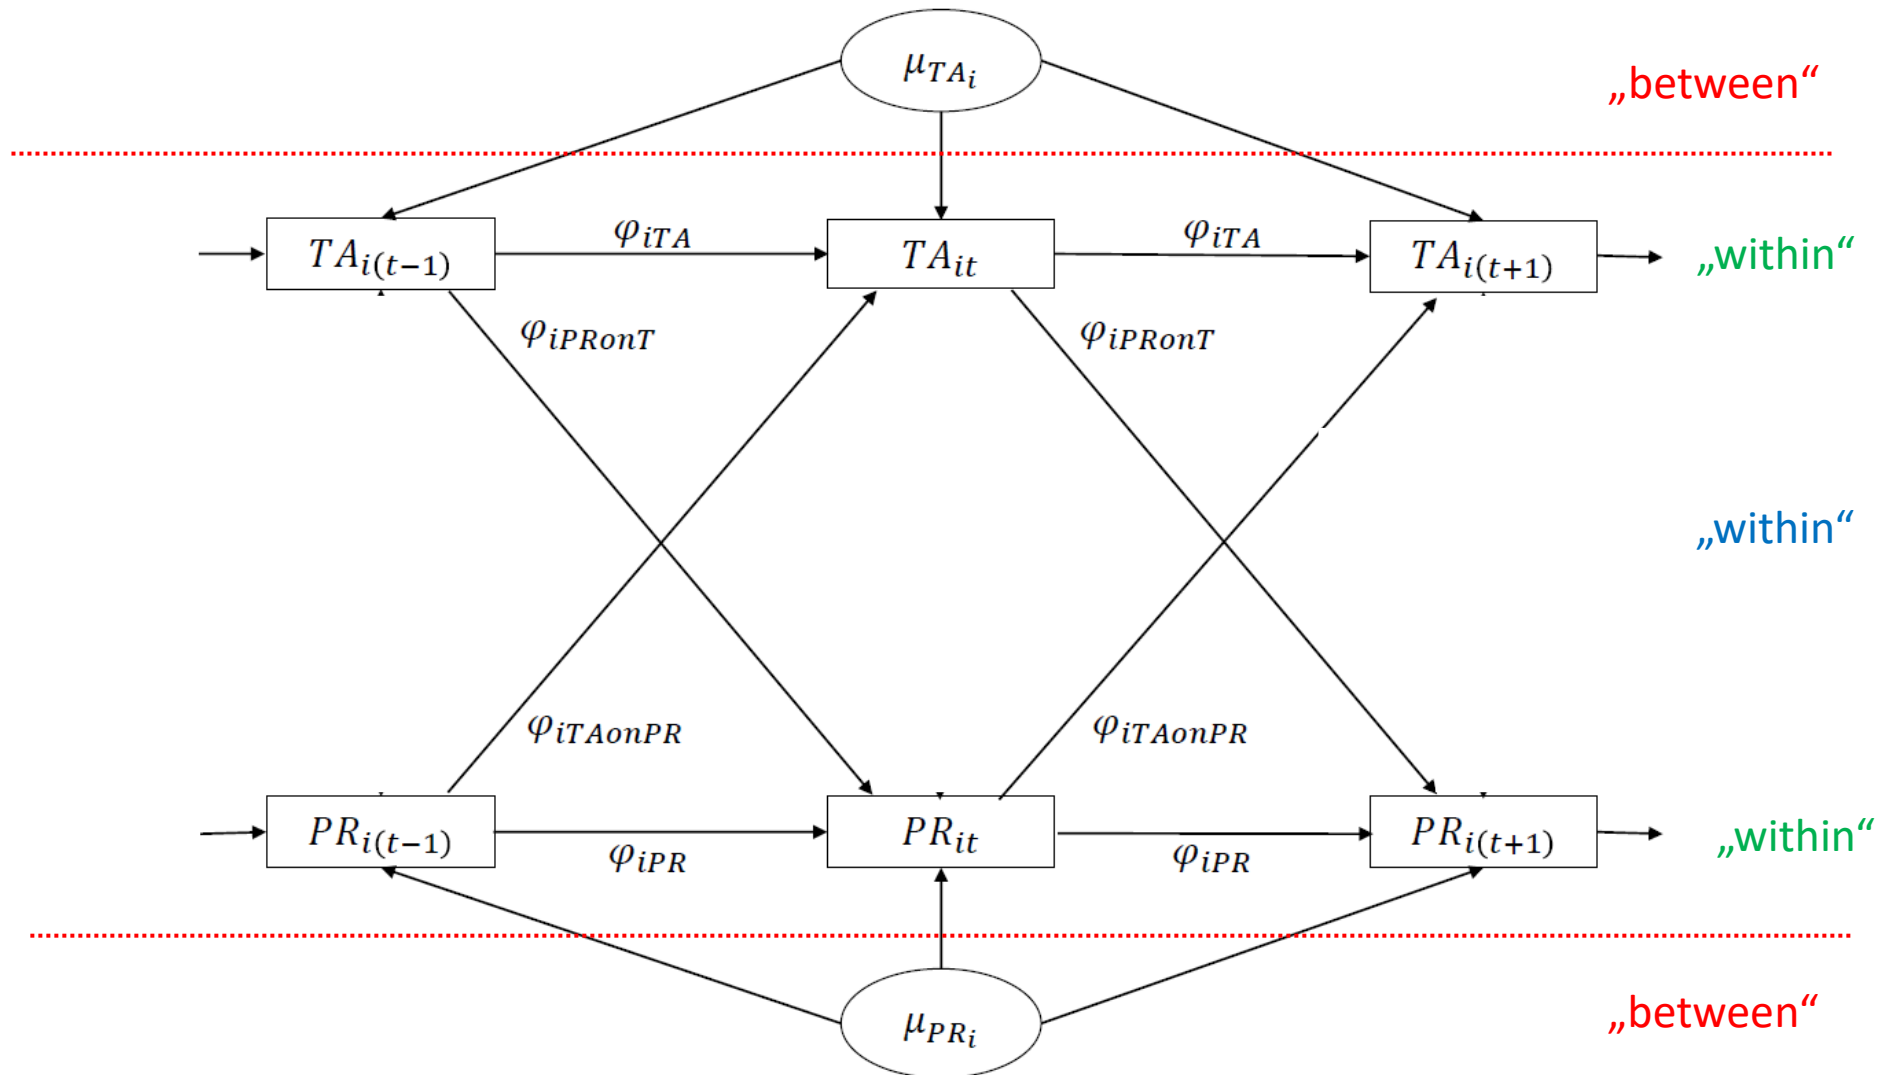 μ_{TA_i}
„between“
φ_{iTA} φ_{iTA}
TA_{i(t−1)} TA_{it} TA_{i(t+1)} „within“
φ_{iPRonT} φ_{iPRonT}
„within“
φ_{iTAonPR} φ_{iTAonPR}
PR_{i(t−1)} PR_{it} PR_{i(t+1)} „within“
φ_{iPR} φ_{iPR}
„between“
μ_{PR_i}